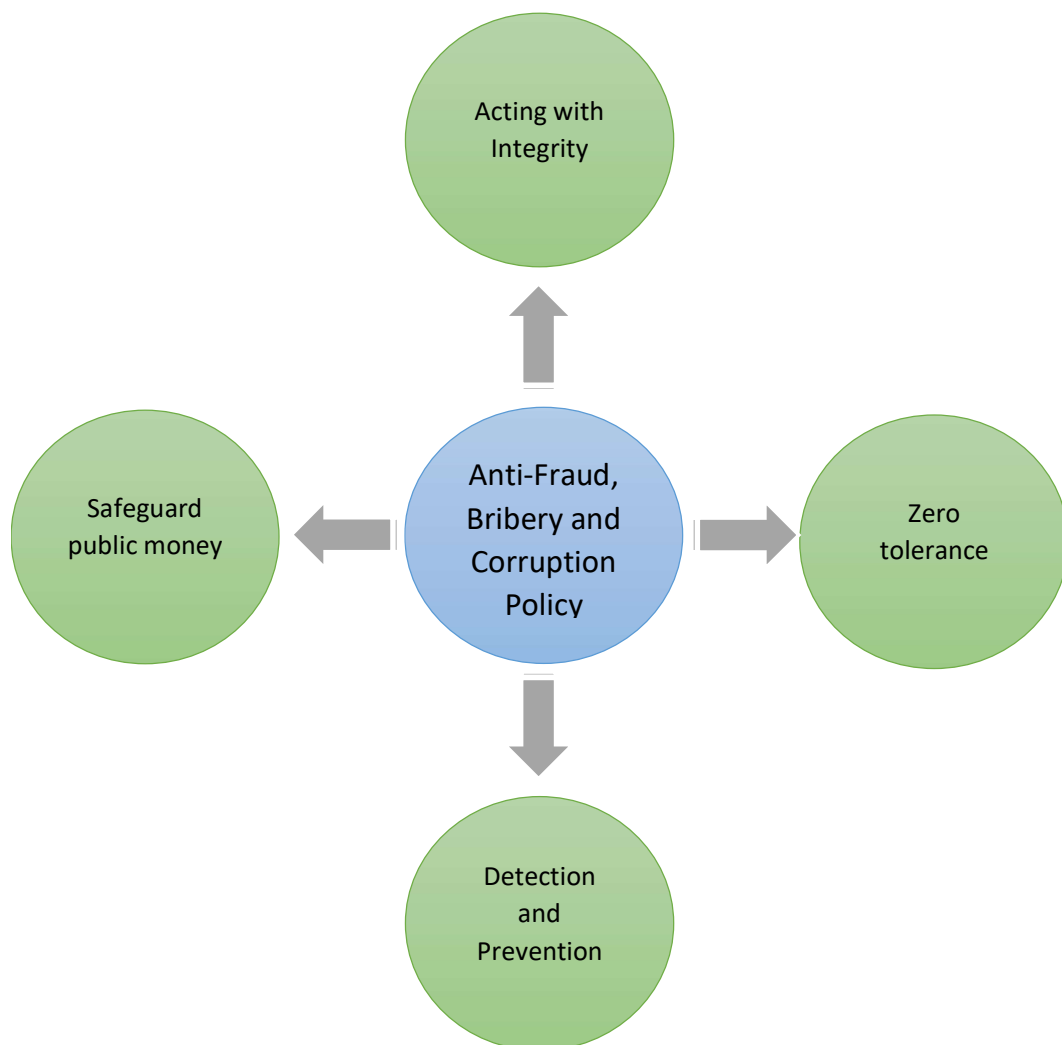 Acting with
Integrity
Safeguard
public money
Anti-Fraud,
Bribery and
Corruption
Policy
Zero
tolerance
Detection
and
Prevention